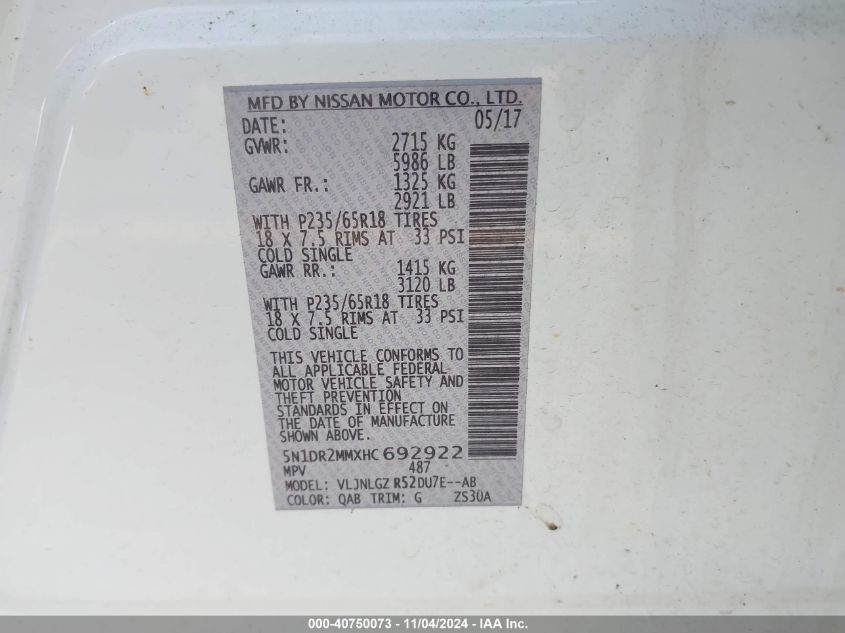 MFD BY NISSAN MOTOR CO., LTD.
DATE: 05/17
GVWR: 2715 KG
5986 LB
GAWR FR.: 1325 KG
2921 LB
WITH P235/65R18 TIRES
18 X 7.5 RIMS AT 33 PSI
COLD SINGLE
GAWR RR.: 1415 KG
3120 LB
WITH P235/65R18 TIRES
18 X 7.5 RIMS AT 33 PSI
COLD SINGLE
THIS VEHICLE CONFORMS TO
ALL APPLICABLE FEDERAL
MOTOR VEHICLE SAFETY AND
THEFT PREVENTION
STANDARDS IN EFFECT ON
THE DATE OF MANUFACTURE
SHOWN ABOVE.
5N1DR2MMXHC692922
MPV 487
MODEL: VLJNLGZ R52DU7E--AB
COLOR: QAB TRIM: G ZS30A
000-40750073 - 11/04/2024 - IAA Inc.